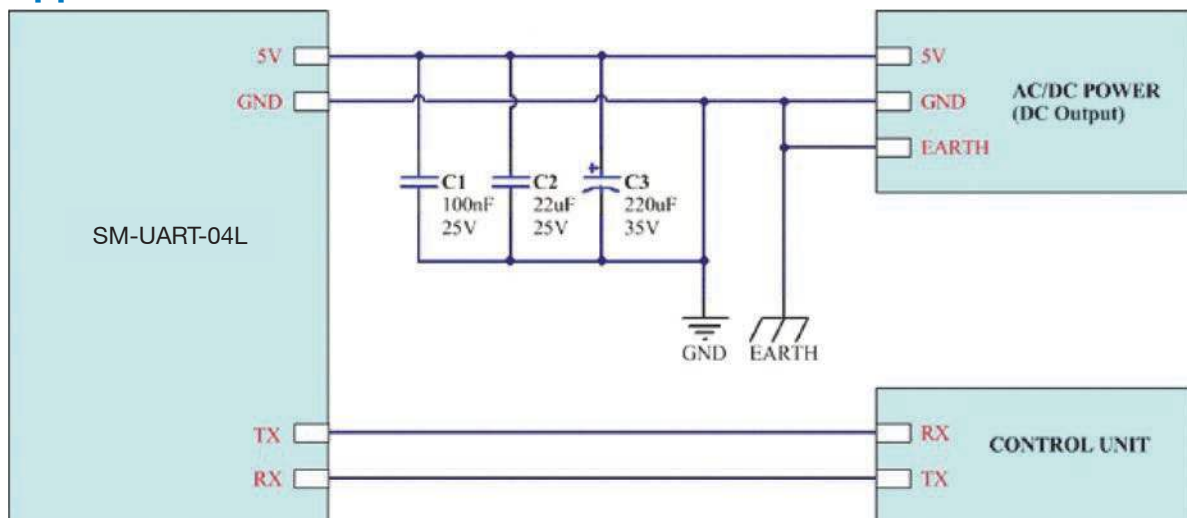 5V
GND
SM-UART-04L
TX
RX
C1
100nF
25V
C2
22uF
25V
C3
220uF
35V
GND
EARTH
5V
GND
EARTH
AC/DC POWER
(DC Output)
RX
TX
CONTROL UNIT